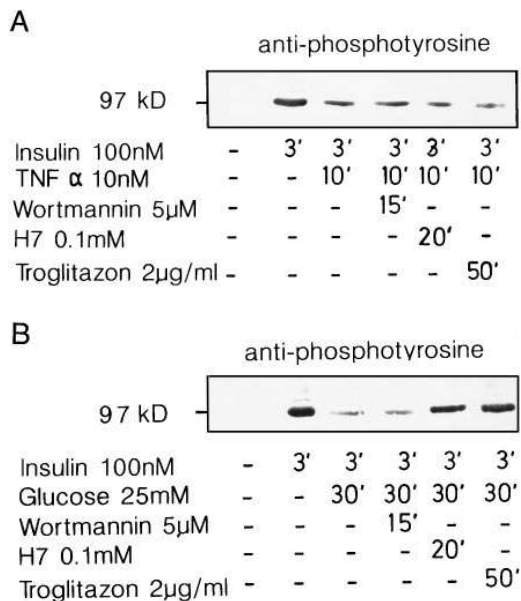 A
anti-phosphotyrosine
97 kD
Insulin 100nM - 3' 3' 3' 3' 3'
TNF α 10nM - - 10' 10' 10' 10'
Wortmannin 5µM - - - 15' - -
H7 0.1mM - - - - 20' -
Troglitazon 2µg/ml - - - - - 50'
B
anti-phosphotyrosine
97 kD
Insulin 100nM - 3' 3' 3' 3' 3'
Glucose 25mM - - 30' 30' 30' 30'
Wortmannin 5µM - - - 15' - -
H7 0.1mM - - - - 20' -
Troglitazon 2µg/ml - - - - - 50'